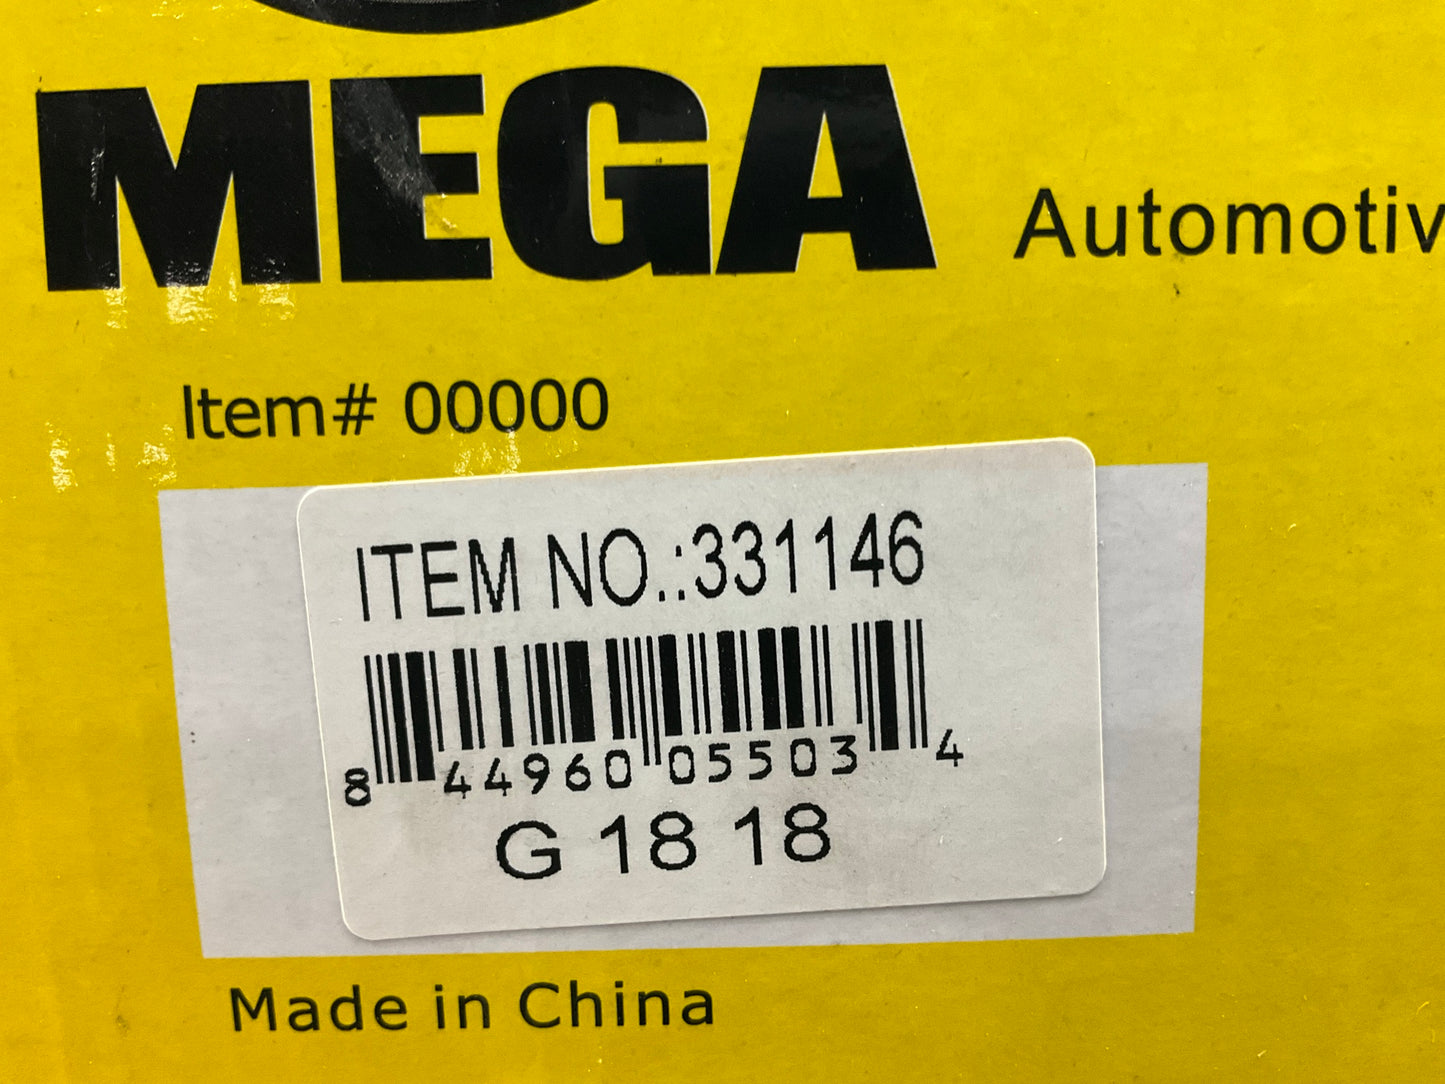 MEGA Automotiv
Item# 00000
ITEM NO.:331146
8 44960 05503 4
G 18 18
Made in China